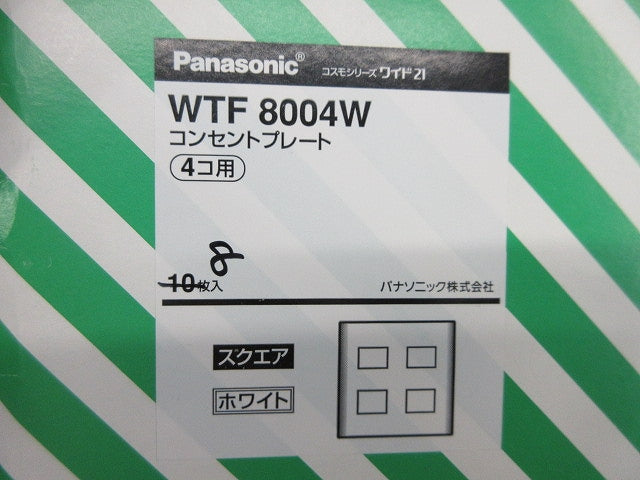 Panasonic® コスモシリーズ ワイド21
WTF 8004W
コンセントプレート
4コ用
8
10枚入 パナソニック株式会社
スクエア
ホワイト